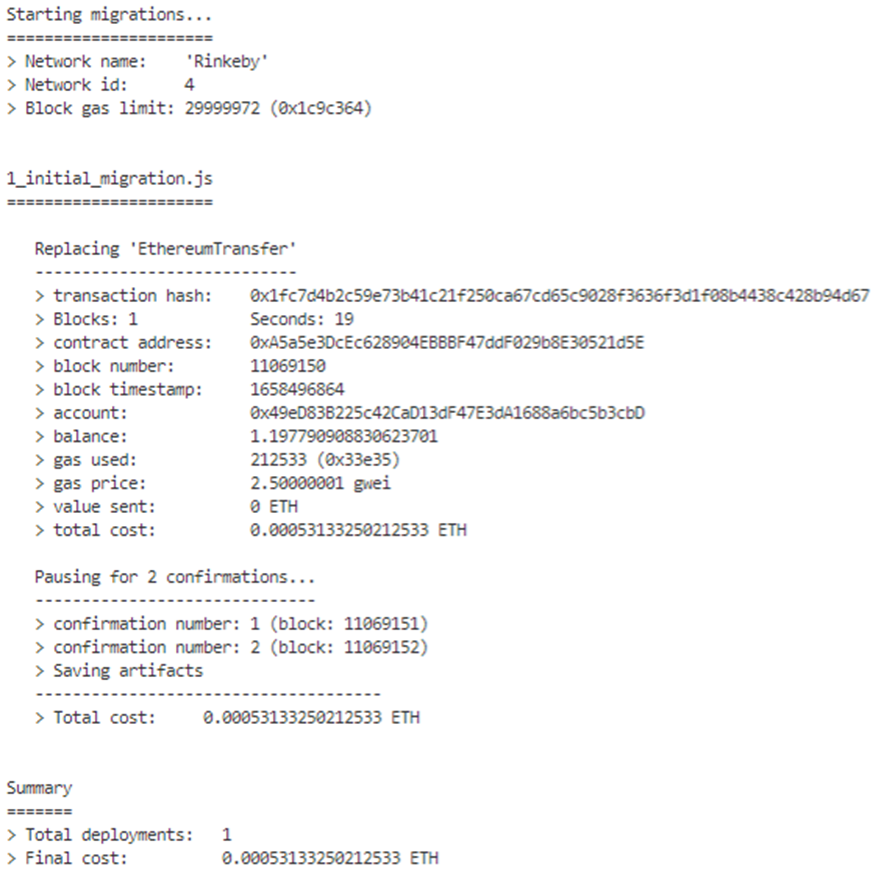 Starting migrations...
======================
> Network name:    'Rinkeby'
> Network id:      4
> Block gas limit: 29999972 (0x1c9c364)
1_initial_migration.js
======================
Replacing 'EthereumTransfer'
----------------------------
> transaction hash:    0x1fc7d4b2c59e73b41c21f250ca67cd65c9028f3636f3d1f08b4438c428b94d67
> Blocks: 1            Seconds: 19
> contract address:    0xA5a5e3DcEc628904EBBBF47ddF029b8E30521d5E
> block number:        11069150
> block timestamp:     1658496864
> account:             0x49eD83B225c42CaD13dF47E3dA1688a6bc5b3cbD
> balance:             1.197790908830623701
> gas used:            212533 (0x33e35)
> gas price:           2.50000001 gwei
> value sent:          0 ETH
> total cost:          0.00053133250212533 ETH
Pausing for 2 confirmations...
------------------------------
> confirmation number: 1 (block: 11069151)
> confirmation number: 2 (block: 11069152)
> Saving artifacts
-------------------------------------
> Total cost:     0.00053133250212533 ETH
Summary
=======
> Total deployments:   1
> Final cost:          0.00053133250212533 ETH